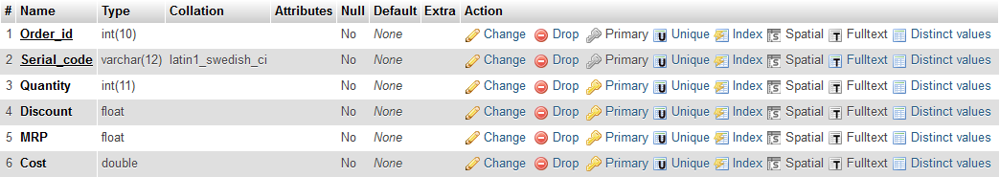 # Name Type Collation Attributes Null Default Extra Action
1 Order_id int(10) No None Change Drop Primary Unique Index Spatial Fulltext Distinct values
2 Serial_code varchar(12) latin1_swedish_ci No None Change Drop Primary Unique Index Spatial Fulltext Distinct values
3 Quantity int(11) No None Change Drop Primary Unique Index Spatial Fulltext Distinct values
4 Discount float No None Change Drop Primary Unique Index Spatial Fulltext Distinct values
5 MRP float No None Change Drop Primary Unique Index Spatial Fulltext Distinct values
6 Cost double No None Change Drop Primary Unique Index Spatial Fulltext Distinct values